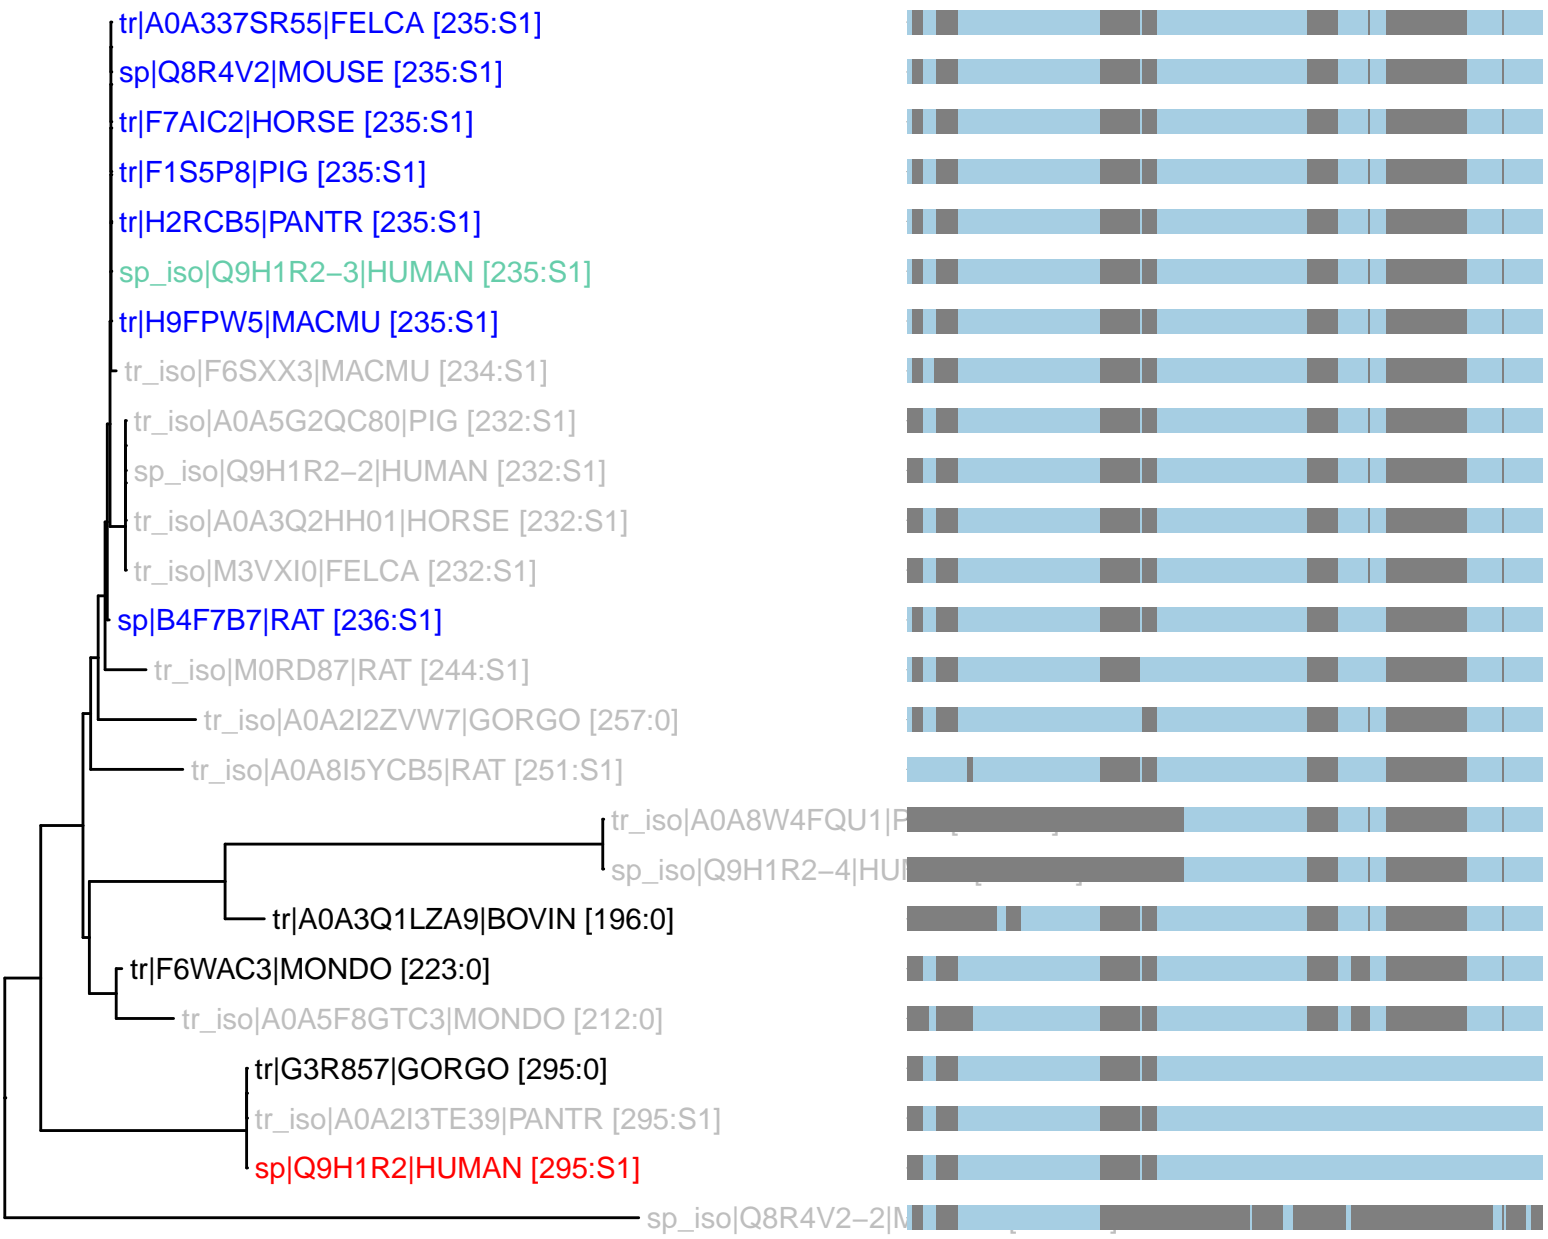 tr|A0A337SR55|FELCA [235:S1]
sp|Q8R4V2|MOUSE [235:S1]
tr|F7AIC2|HORSE [235:S1]
tr|F1S5P8|PIG [235:S1]
tr|H2RCB5|PANTR [235:S1]
sp_iso|Q9H1R2−3|HUMAN [235:S1]
tr|H9FPW5|MACMU [235:S1]
tr_iso|F6SXX3|MACMU [234:S1]
tr_iso|A0A5G2QC80|PIG [232:S1]
sp_iso|Q9H1R2−2|HUMAN [232:S1]
tr_iso|A0A3Q2HH01|HORSE [232:S1]
tr_iso|M3VXI0|FELCA [232:S1]
sp|B4F7B7|RAT [236:S1]
tr_iso|M0RD87|RAT [244:S1]
tr_iso|A0A2I2ZVW7|GORGO [257:0]
tr_iso|A0A8I5YCB5|RAT [251:S1]
tr_iso|A0A8W4FQU1|P
sp_iso|Q9H1R2−4|HU
tr|A0A3Q1LZA9|BOVIN [196:0]
tr|F6WAC3|MONDO [223:0]
tr_iso|A0A5F8GTC3|MONDO [212:0]
tr|G3R857|GORGO [295:0]
tr_iso|A0A2I3TE39|PANTR [295:S1]
sp|Q9H1R2|HUMAN [295:S1]
sp_iso|Q8R4V2−2|M